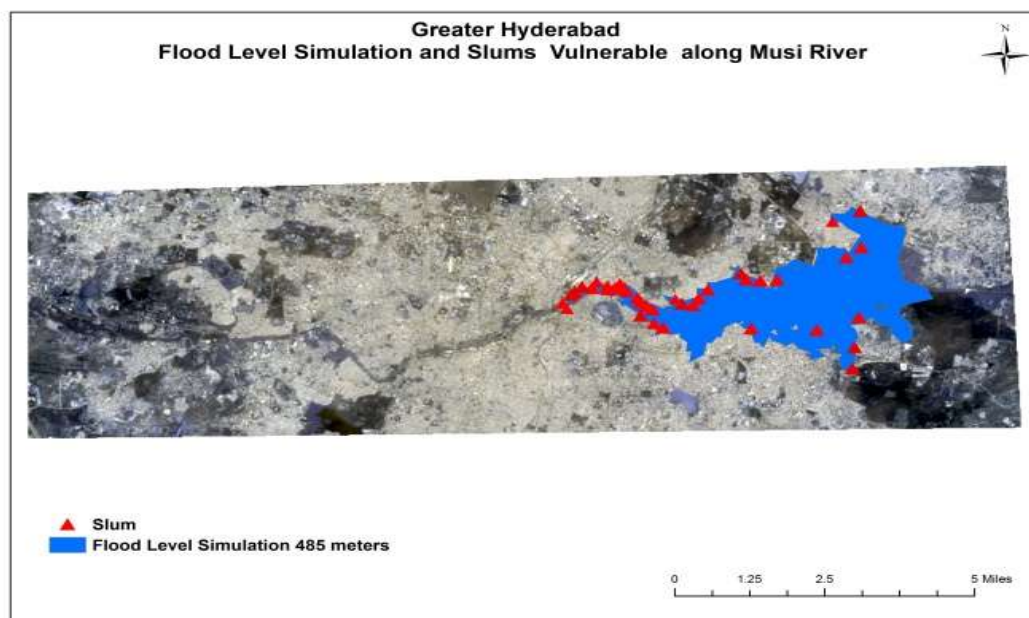 Greater Hyderabad
Flood Level Simulation and Slums Vulnerable along Musi River
N
Slum
Flood Level Simulation 485 meters
0 1.25 2.5 5 Miles